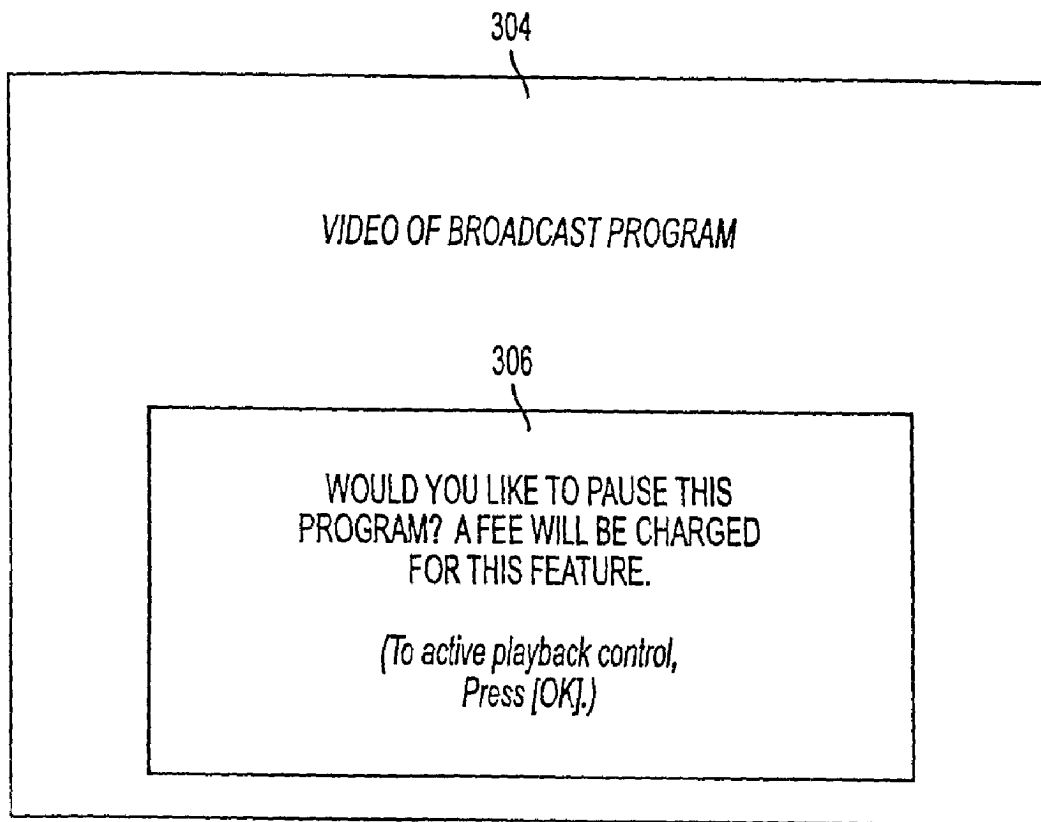 304
VIDEO OF BROADCAST PROGRAM
306
WOULD YOU LIKE TO PAUSE THIS
PROGRAM? A FEE WILL BE CHARGED
FOR THIS FEATURE.
(To active playback control,
Press [OK].)